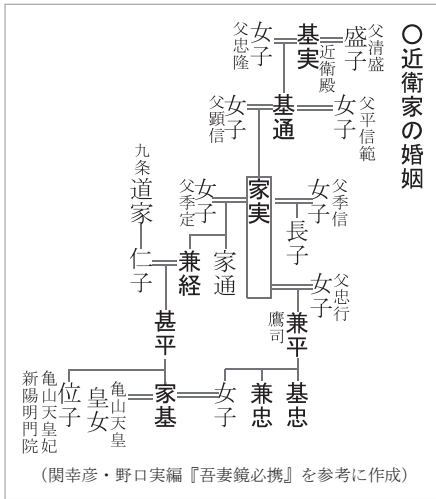 〇近衛家の婚姻
父清盛
盛子
近衛殿
基実
女子
父忠隆
父平信範
女子
基通
女子
父顕信
父季信
女子
長子
家実
女子
父季定
家通
兼経
九条道家
仁子
父忠行
女子
兼平
鷹司
甚平
基忠
兼忠
女子
家基
亀山天皇
皇女
位子
亀山天皇妃
新陽明門院
（関幸彦・野口実編『吾妻鏡必携』を参考に作成）